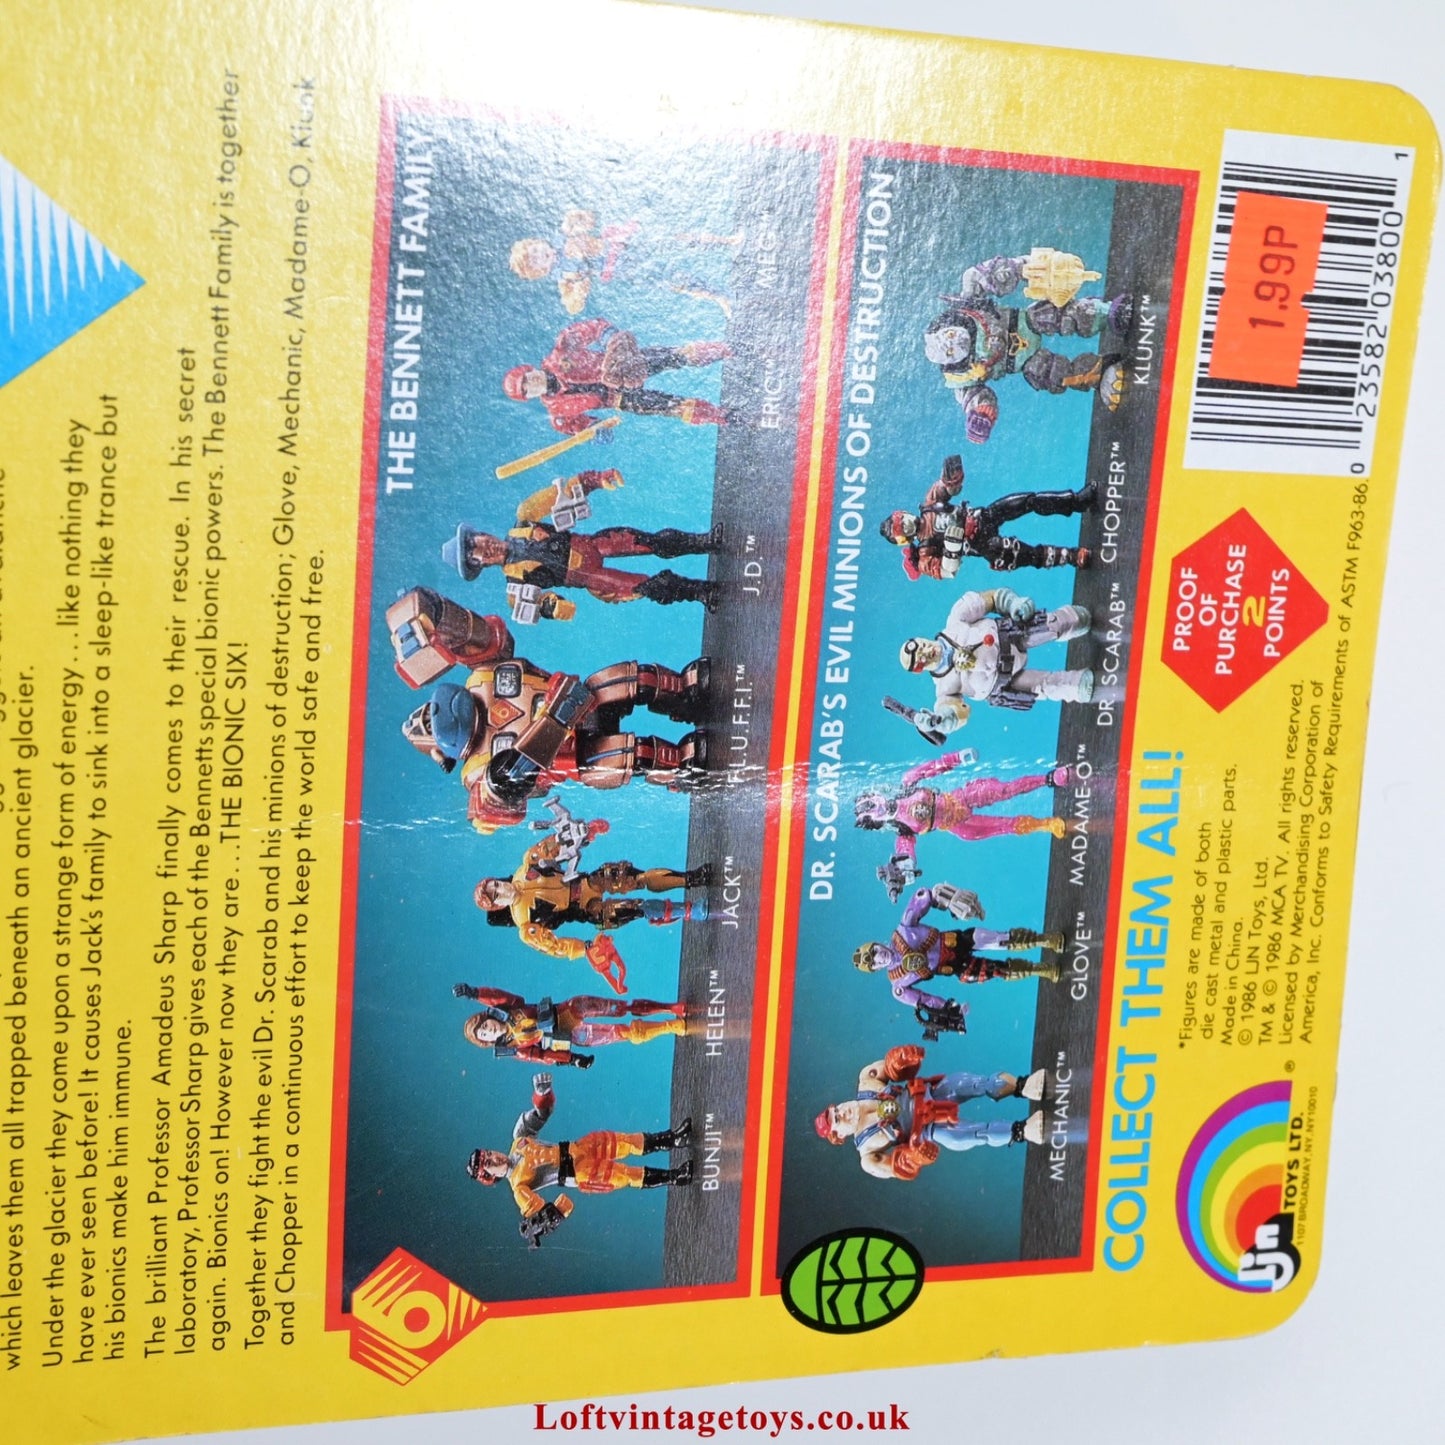 which leaves them all trapped beneath an ancient glacier.
Under the glacier they come upon a strange form of energy...like nothing they
have ever seen before! It causes Jack's family to sink into a sleep-like trance but
his bionics make him immune.
The brilliant Professor Amadeus Sharp finally comes to their rescue. In his secret
laboratory, Professor Sharp gives each of the Bennetts special bionic powers. The Bennett Family is together
again. Bionics on! However now they are...THE BIONIC SIX!
Together they fight the evil Dr. Scarab and his minions of destruction; Glove, Mechanic, Madame-O, Klunk
and Chopper in a continuous effort to keep the world safe and free.
6
THE BENNETT FAMILY
BUNJI™
HELEN™
JACK™
F.L.U.F.F.I.™
J.D.™
ERIC™
MEG™
DR. SCARAB'S EVIL MINIONS OF DESTRUCTION
MECHANIC™
GLOVE™
MADAME-O™
DR. SCARAB™
CHOPPER™
KLUNK™
COLLECT THEM ALL!
PROOF
OF
PURCHASE
2
POINTS
1.99P
0 23582 03800 1
ljn ®
TOYS LTD.
1107 BROADWAY, NY, NY 10010
*Figures are made of both
die cast metal and plastic parts.
Made in China.
© 1986 LJN Toys, Ltd.
TM & © 1986 MCA TV. All rights reserved.
Licensed by Merchandising Corporation of
America, Inc. Conforms to Safety Requirements of ASTM F963-86.
Loftvintagetoys.co.uk